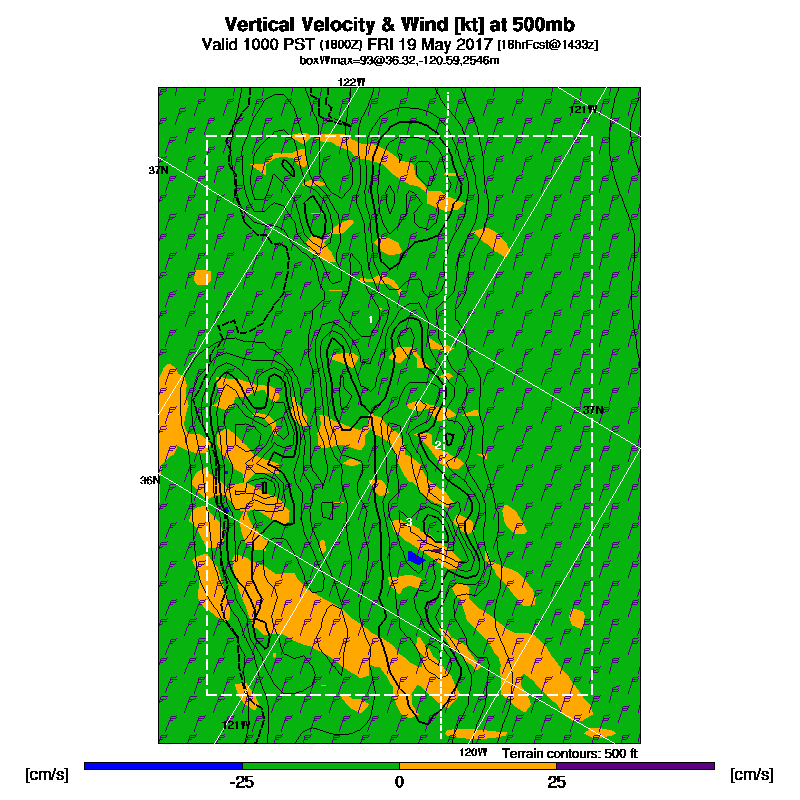 Vertical Velocity & Wind [kt] at 500mb
Valid 1000 PST (1800Z) FRI 19 May 2017 [18hrFcst@1433z]
boxWmax=93@36.32,-120.59,2546m
122W
121W
37N
1
37N
2
36N
3
121W
120W
Terrain contours: 500 ft
[cm/s] [cm/s]
-25 0 25